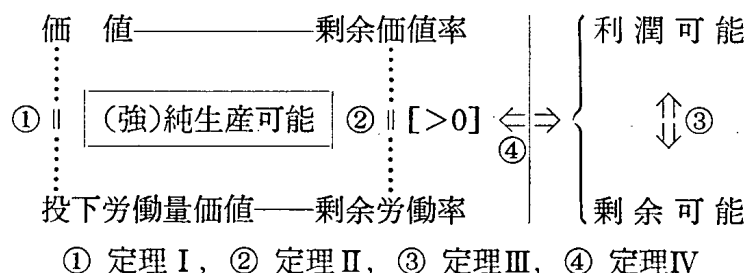 価 値――――剰余価値率 利 潤 可 能
① ‖ (強)純生産可能 ② ‖ [>0] ⇐⇒ ④ ⇕③
投下労働量価値――剰余労働率 剰 余 可 能
① 定理Ⅰ, ② 定理Ⅱ, ③ 定理Ⅲ, ④ 定理Ⅳ